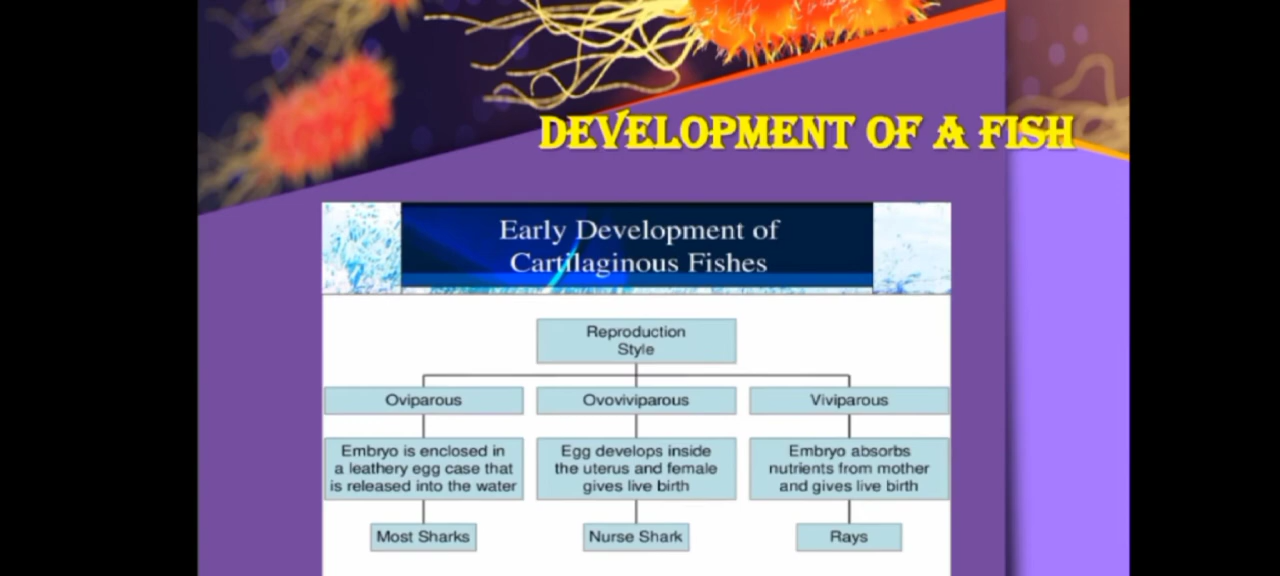 DEVELOPMENT OF A FISH
Early Development of
Cartilaginous Fishes
Reproduction
Style
Oviparous
Ovoviviparous
Viviparous
Embryo is enclosed in
a leathery egg case that
is released into the water
Egg develops inside
the uterus and female
gives live birth
Embryo absorbs
nutrients from mother
and gives live birth
Most Sharks
Nurse Shark
Rays